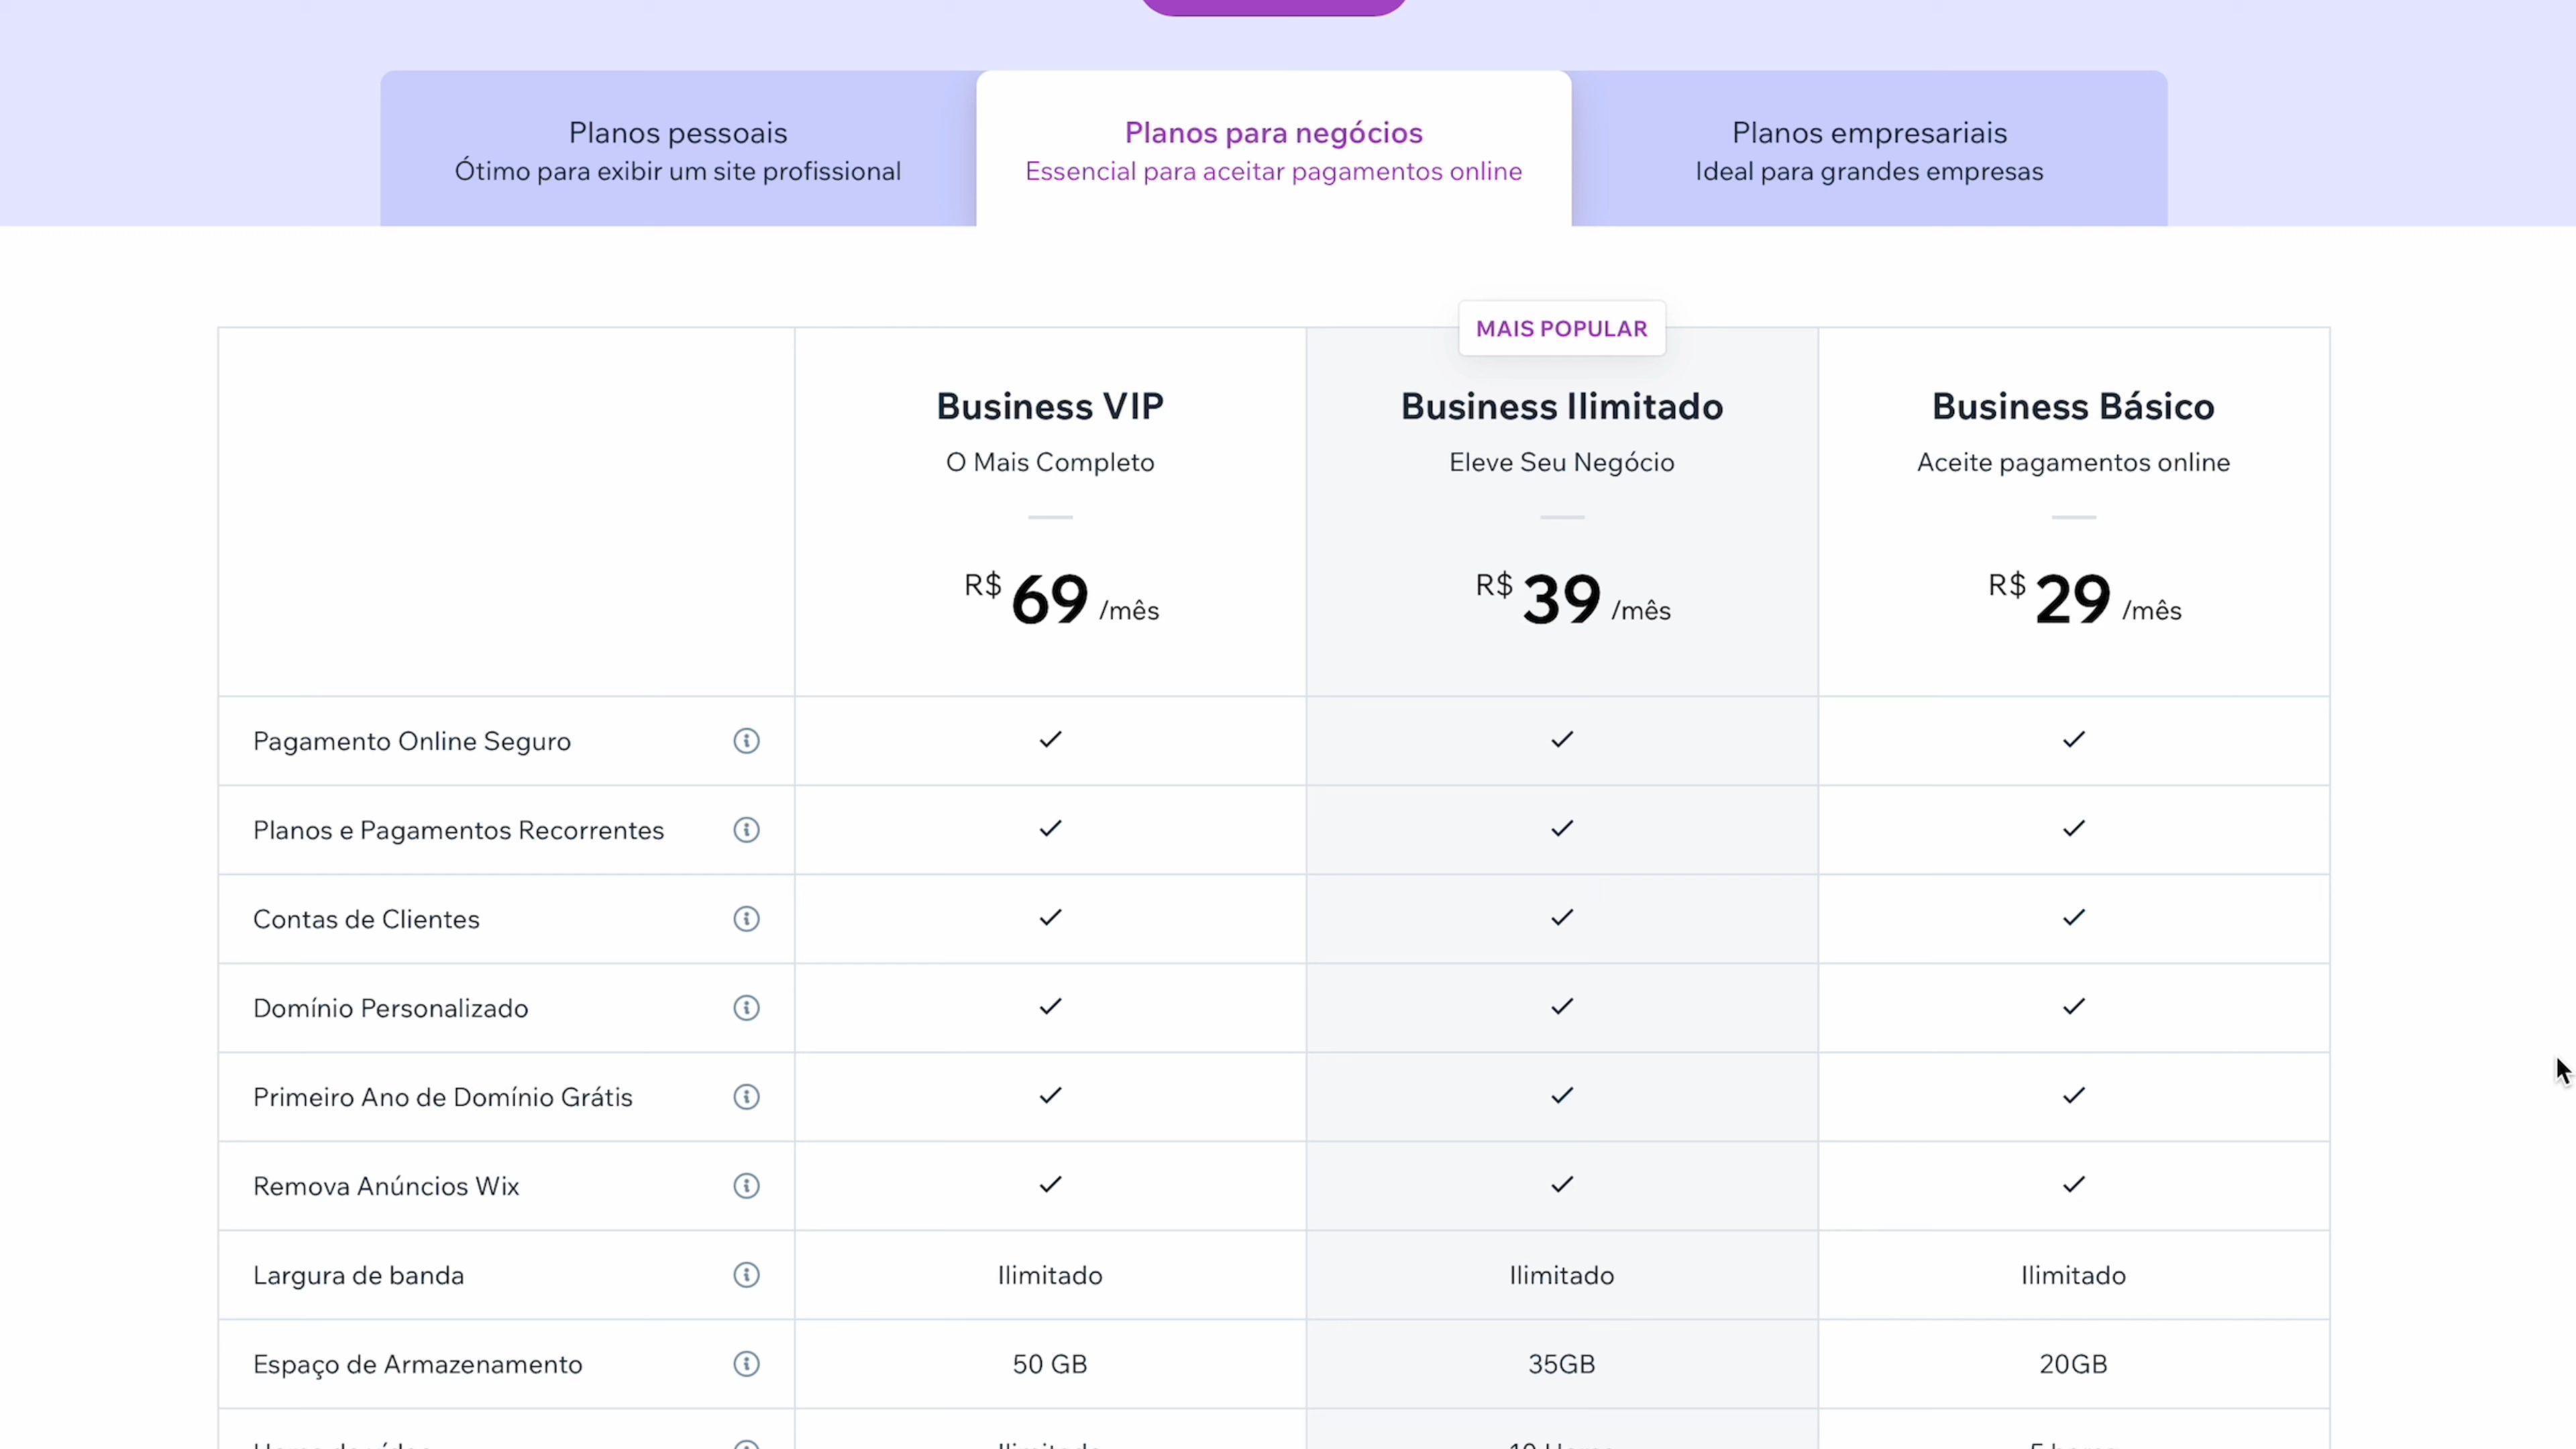 Planos pessoais
Ótimo para exibir um site profissional
Planos para negócios
Essencial para aceitar pagamentos online
Planos empresariais
Ideal para grandes empresas
MAIS POPULAR
Business VIP
O Mais Completo
R$ 69 /mês
Business Ilimitado
Eleve Seu Negócio
R$ 39 /mês
Business Básico
Aceite pagamentos online
R$ 29 /mês
Pagamento Online Seguro
Planos e Pagamentos Recorrentes
Contas de Clientes
Domínio Personalizado
Primeiro Ano de Domínio Grátis
Remova Anúncios Wix
Largura de banda Ilimitado Ilimitado Ilimitado
Espaço de Armazenamento 50 GB 35GB 20GB